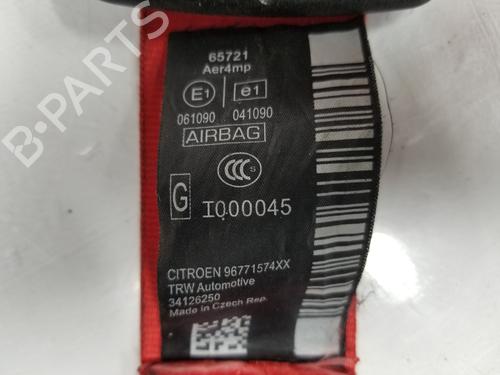 65721
Aer4mp
E1 e1
061090 041090
AIRBAG
CCC S
G I000045
CITROEN 96771574XX
TRW Automotive
34126250
Made in Czech Rep.
B-Parts